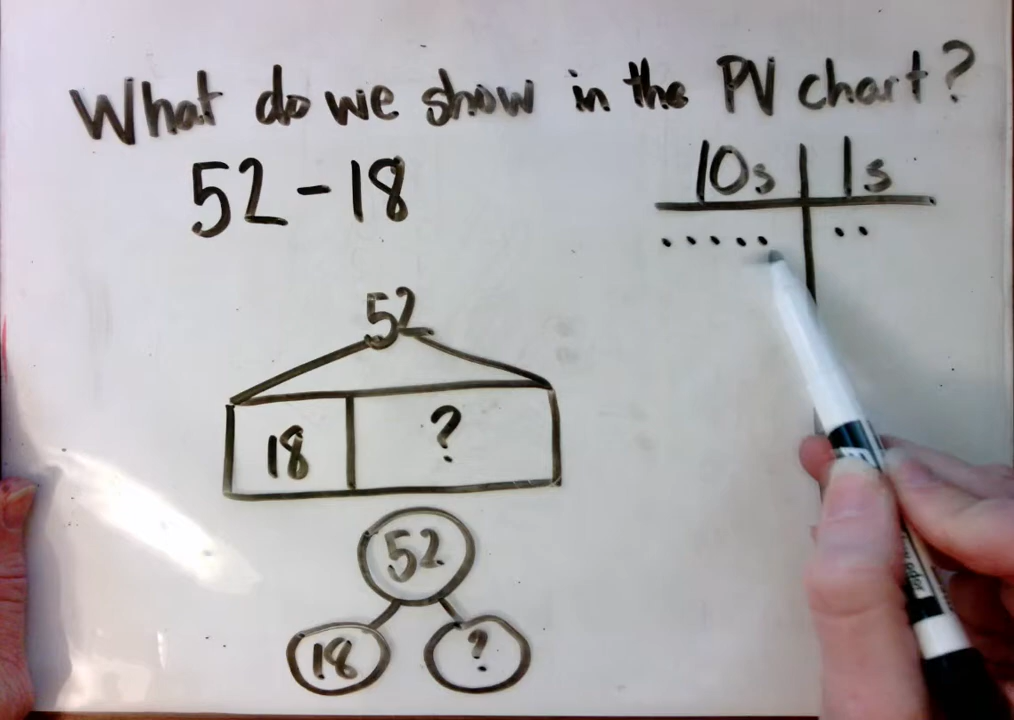 What do we show in the PV chart?
52 - 18
10s 1s
52
18 ?
52
18 ?